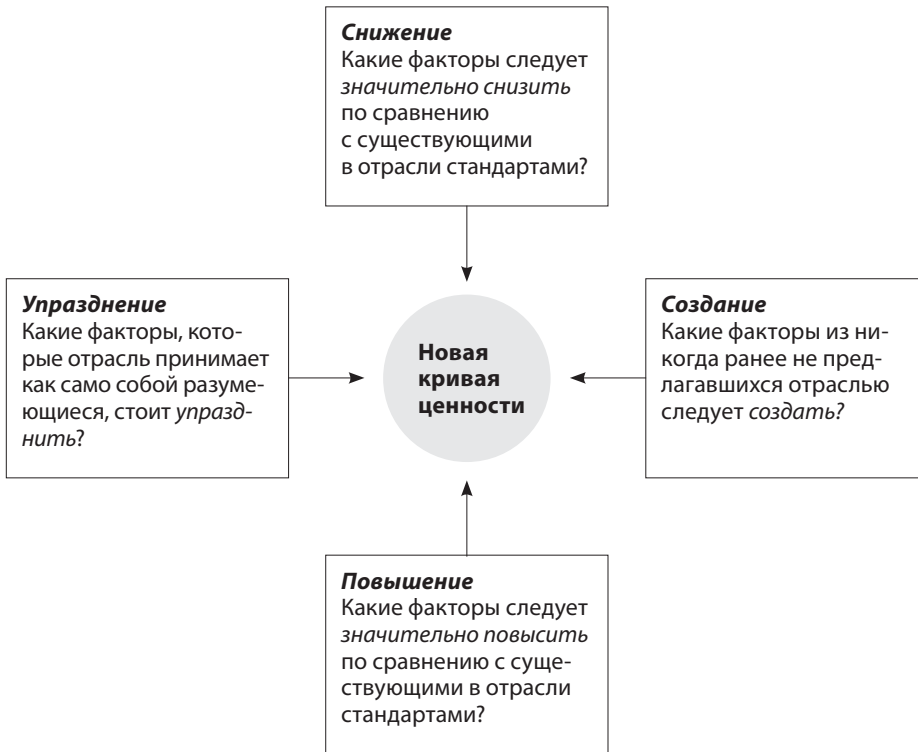 Снижение
Какие факторы следует
значительно снизить
по сравнению
с существующими
в отрасли стандартами?
Упразднение
Какие факторы, кото-
рые отрасль принимает
как само собой разуме-
ющиеся, стоит упразд-
нить?
Новая
кривая
ценности
Создание
Какие факторы из ни-
когда ранее не пред-
лагавшихся отраслью
следует создать?
Повышение
Какие факторы следует
значительно повысить
по сравнению с суще-
ствующими в отрасли
стандартами?